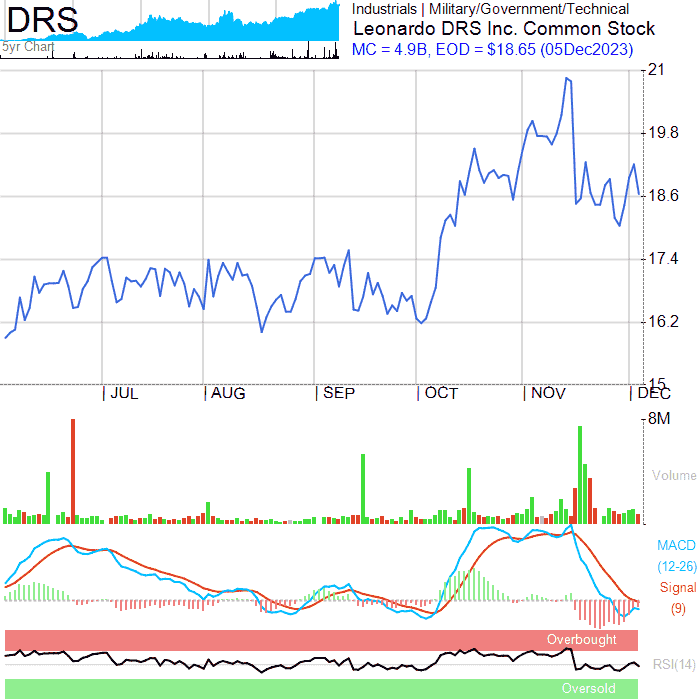 DRS
5yr Chart
Industrials | Military/Government/Technical
Leonardo DRS Inc. Common Stock
MC = 4.9B, EOD = $18.65 (05Dec2023)
21
19.8
18.6
17.4
16.2
15
JUL
AUG
SEP
OCT
NOV
DEC
8M
Volume
MACD
(12-26)
Signal
(9)
Overbought
RSI(14)
Oversold